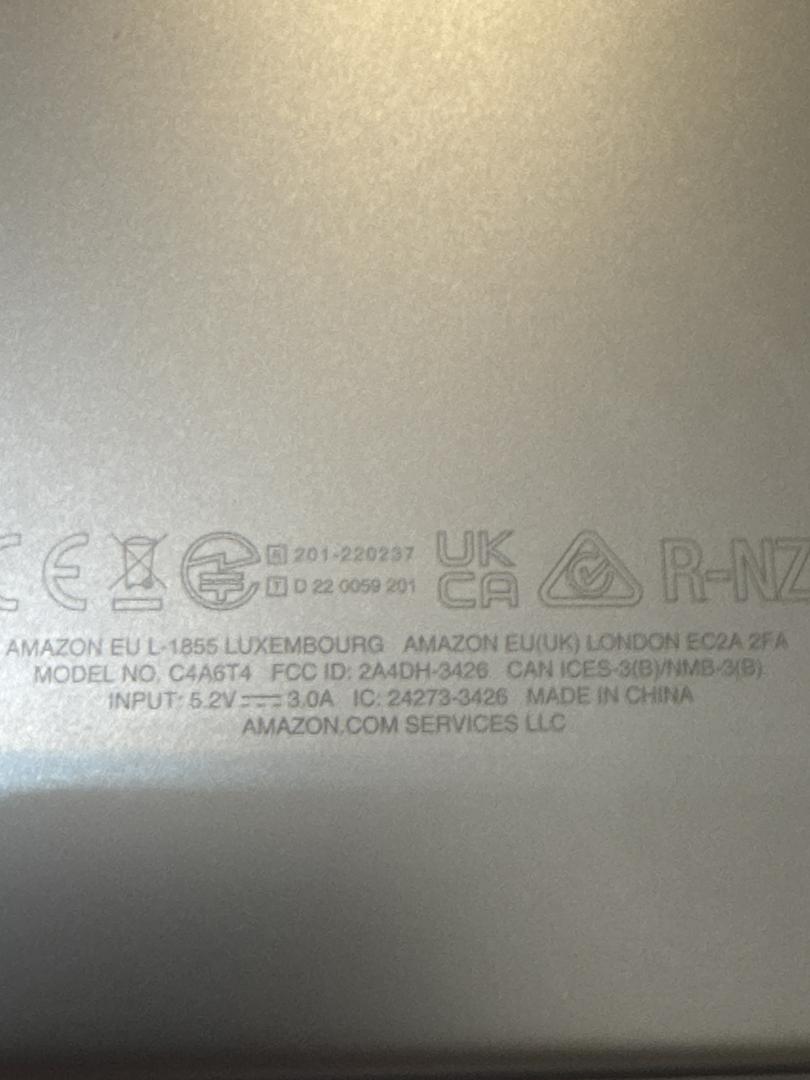 CE R 201-220237 UK CA R-NZ
T D 22 0059 201
AMAZON EU L-1855 LUXEMBOURG AMAZON EU(UK) LONDON EC2A 2FA
MODEL NO. C4A6T4 FCC ID: 2A4DH-3426 CAN ICES-3(B)/NMB-3(B)
INPUT: 5.2V⎓3.0A IC: 24273-3426 MADE IN CHINA
AMAZON.COM SERVICES LLC